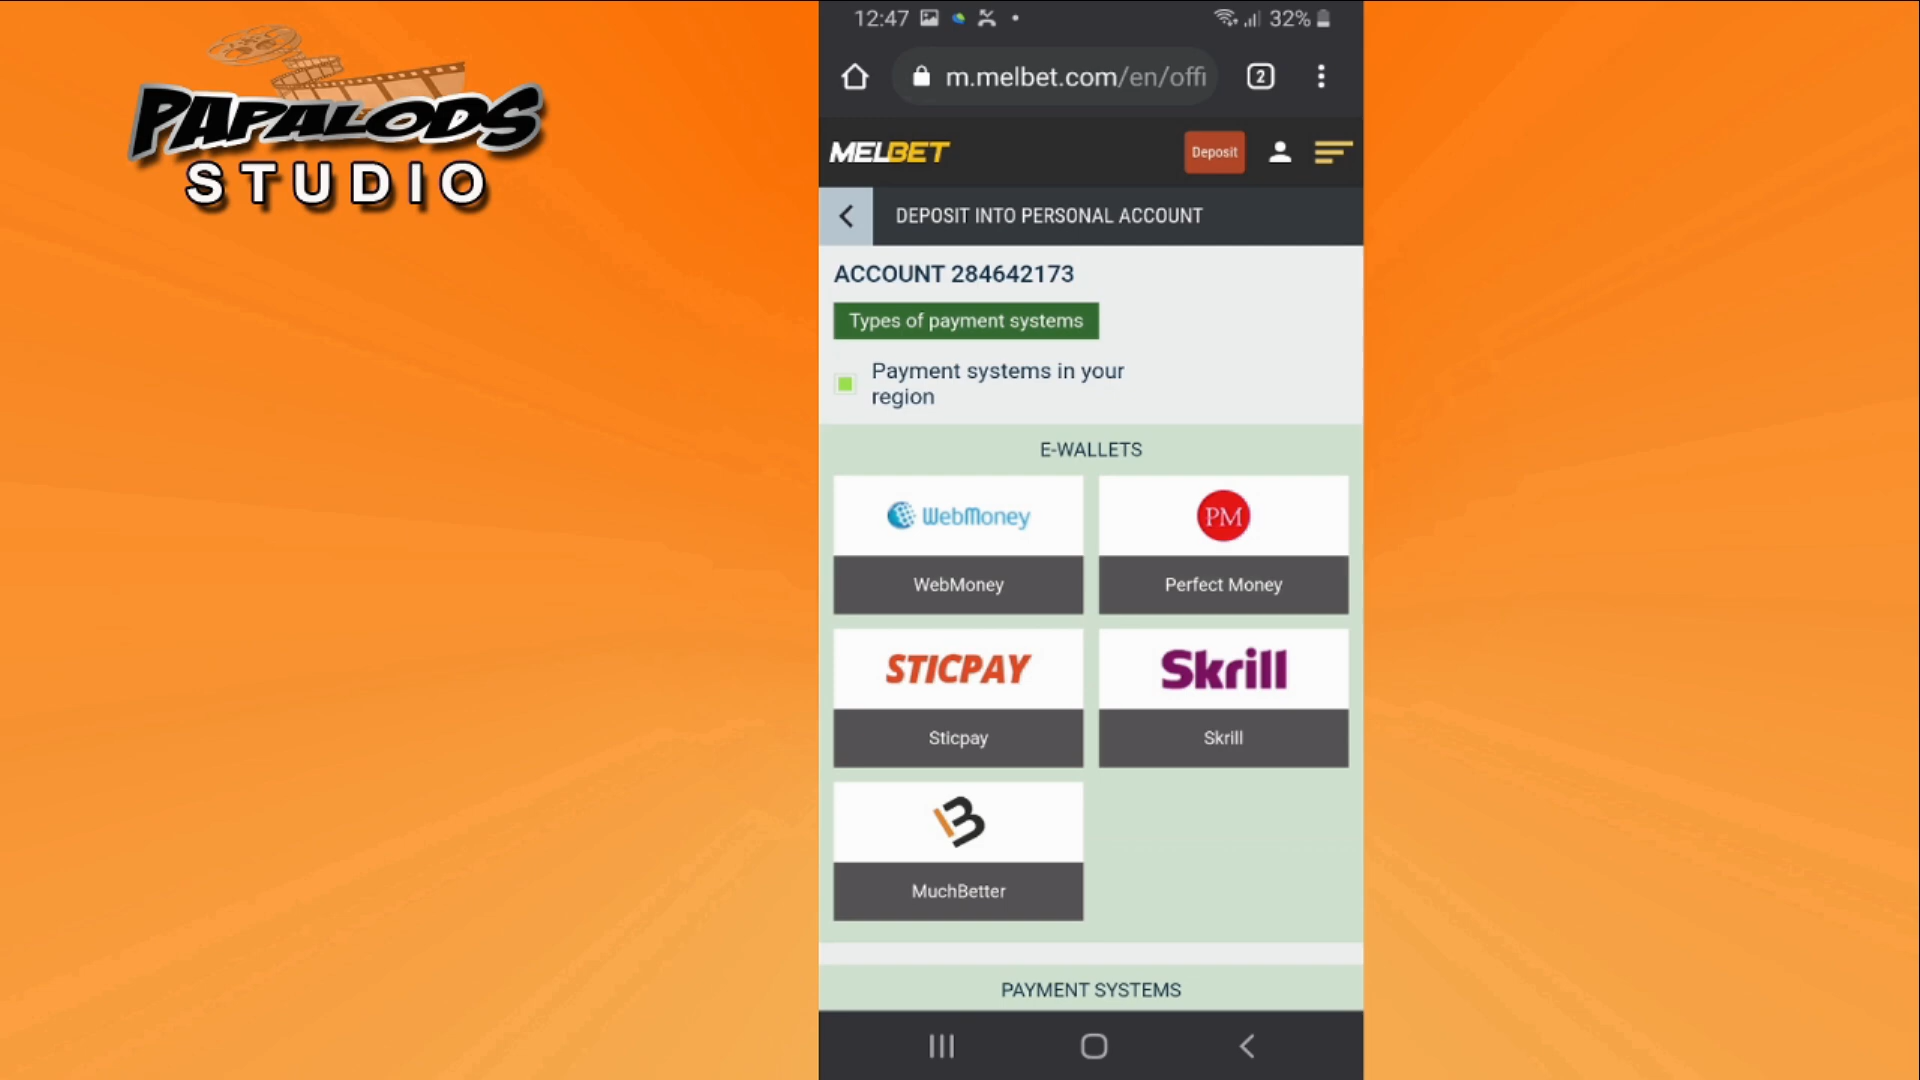 PAPALODS
STUDIO
12:47
32%
m.melbet.com/en/offi
2
MELBET
Deposit
DEPOSIT INTO PERSONAL ACCOUNT
ACCOUNT 284642173
Types of payment systems
Payment systems in your
region
E-WALLETS
WebMoney
PM
WebMoney
Perfect Money
STICPAY
Skrill
Sticpay
Skrill
MuchBetter
PAYMENT SYSTEMS